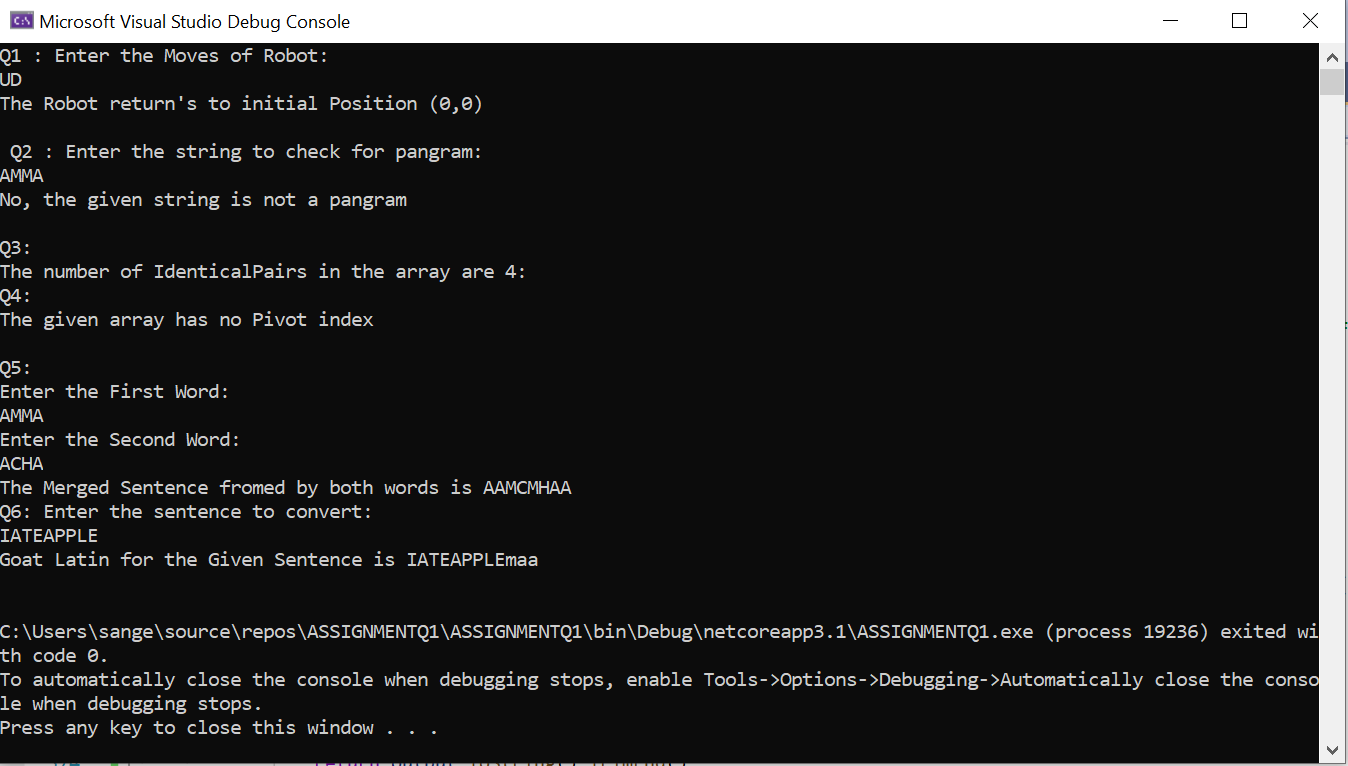 Microsoft Visual Studio Debug Console
Q1 : Enter the Moves of Robot:
UD
The Robot return's to initial Position (0,0)
Q2 : Enter the string to check for pangram:
AMMA
No, the given string is not a pangram
Q3:
The number of IdenticalPairs in the array are 4:
Q4:
The given array has no Pivot index
Q5:
Enter the First Word:
AMMA
Enter the Second Word:
ACHA
The Merged Sentence fromed by both words is AAMCMHAA
Q6: Enter the sentence to convert:
IATEAPPLE
Goat Latin for the Given Sentence is IATEAPPLEmaa
C:\Users\sange\source\repos\ASSIGNMENTQ1\ASSIGNMENTQ1\bin\Debug\netcoreapp3.1\ASSIGNMENTQ1.exe (process 19236) exited wi
th code 0.
To automatically close the console when debugging stops, enable Tools->Options->Debugging->Automatically close the conso
le when debugging stops.
Press any key to close this window . . .